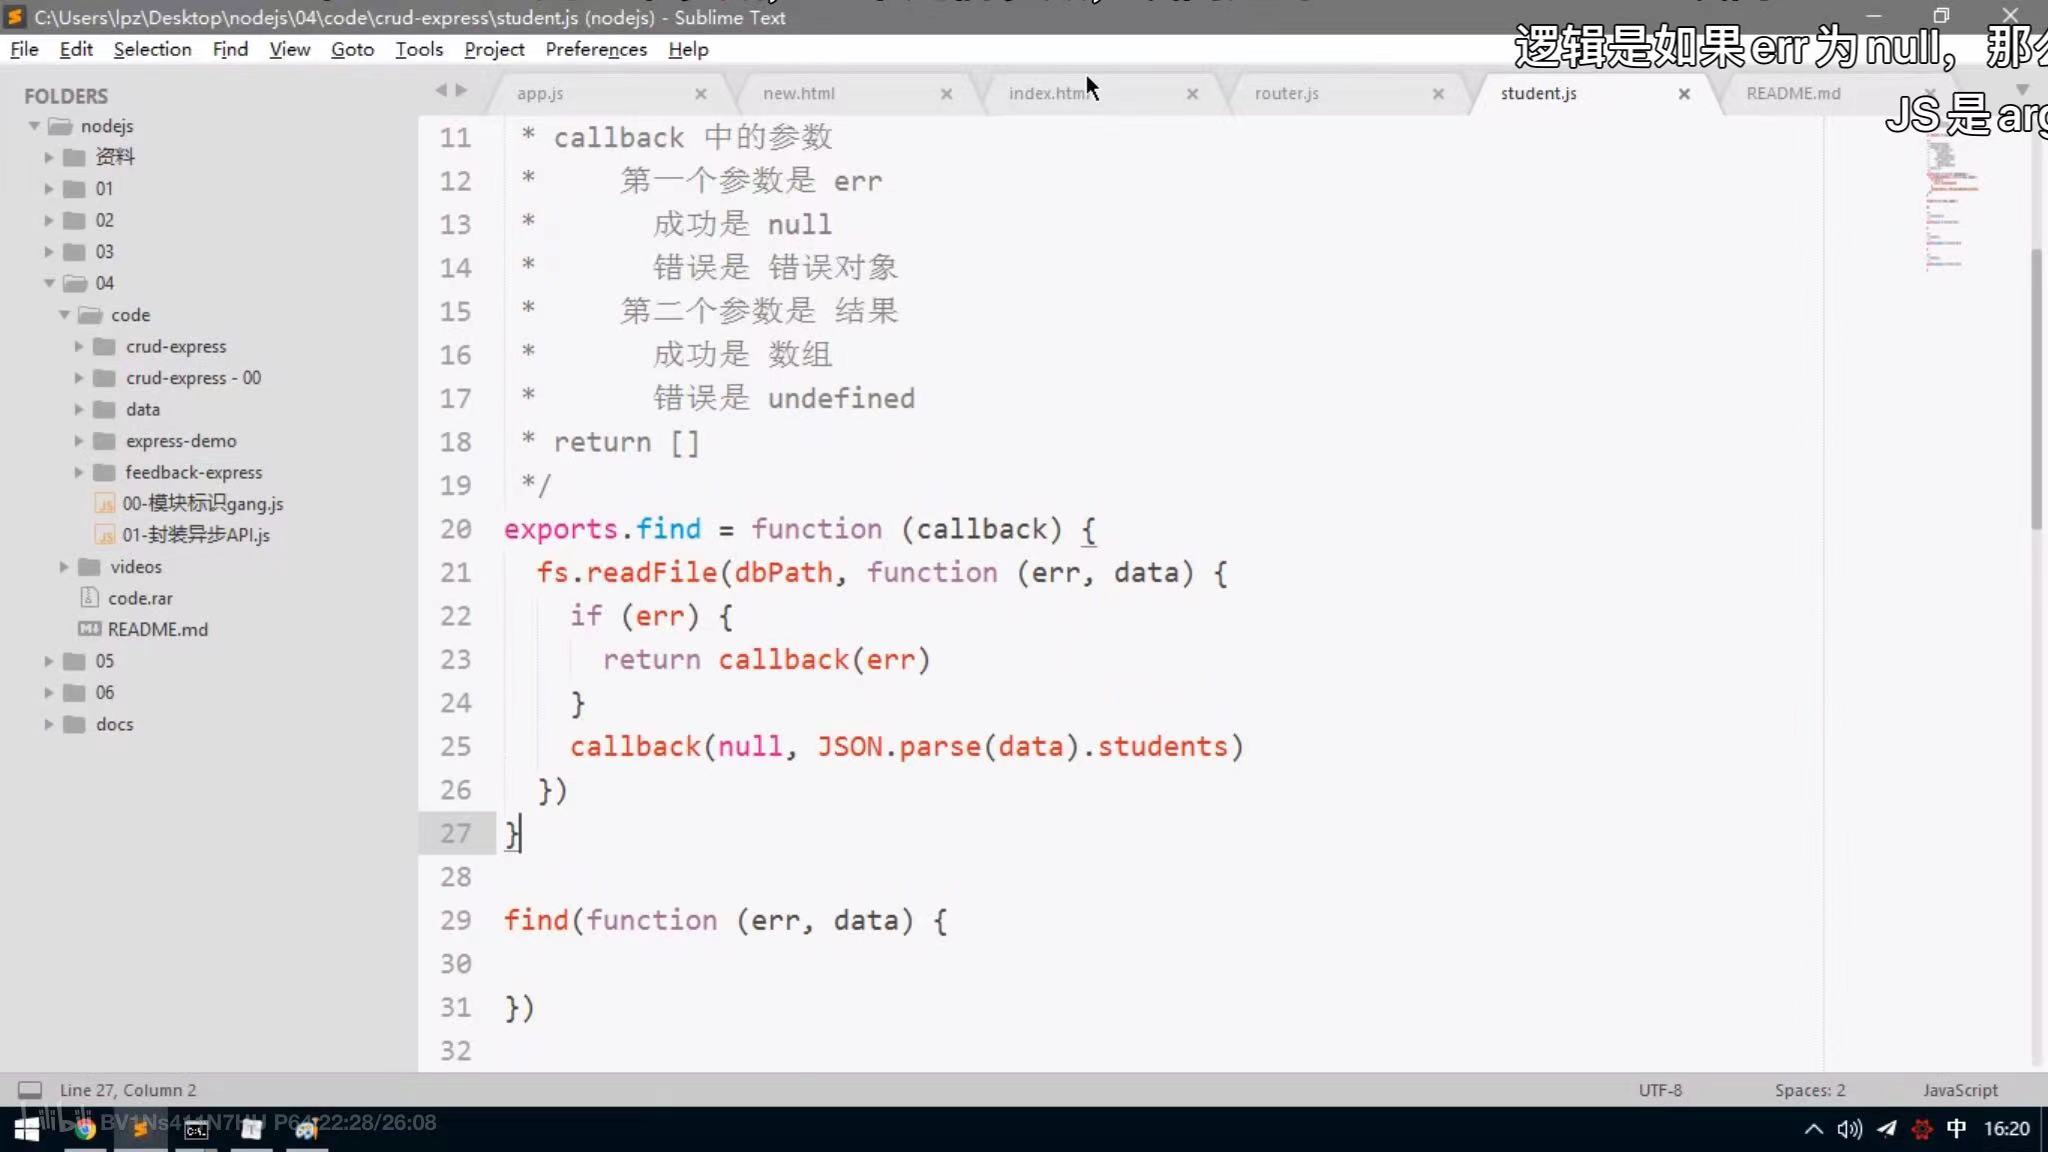 C:\Users\lpz\Desktop\nodejs\04\code\crud-express\student.js (nodejs) - Sublime Text
逻辑是如果err为null，那
File Edit Selection Find View Goto Tools Project Preferences Help
JS是arg
FOLDERS
nodejs
资料
01
02
03
04
code
crud-express
crud-express - 00
data
express-demo
feedback-express
00-模块标识gang.js
01-封装异步API.js
videos
code.rar
README.md
05
06
docs
app.js new.html index.html router.js student.js README.md
11 * callback 中的参数
12 * 第一个参数是 err
13 * 成功是 null
14 * 错误是 错误对象
15 * 第二个参数是 结果
16 * 成功是 数组
17 * 错误是 undefined
18 * return []
19 */
20 exports.find = function (callback) {
21 fs.readFile(dbPath, function (err, data) {
22 if (err) {
23 return callback(err)
24 }
25 callback(null, JSON.parse(data).students)
26 })
27 }
28
29 find(function (err, data) {
30
31 })
32
Line 27, Column 2 UTF-8 Spaces: 2 JavaScript
bilibili BV1Ns411N7HU P64 22:28/26:08
中 16:20